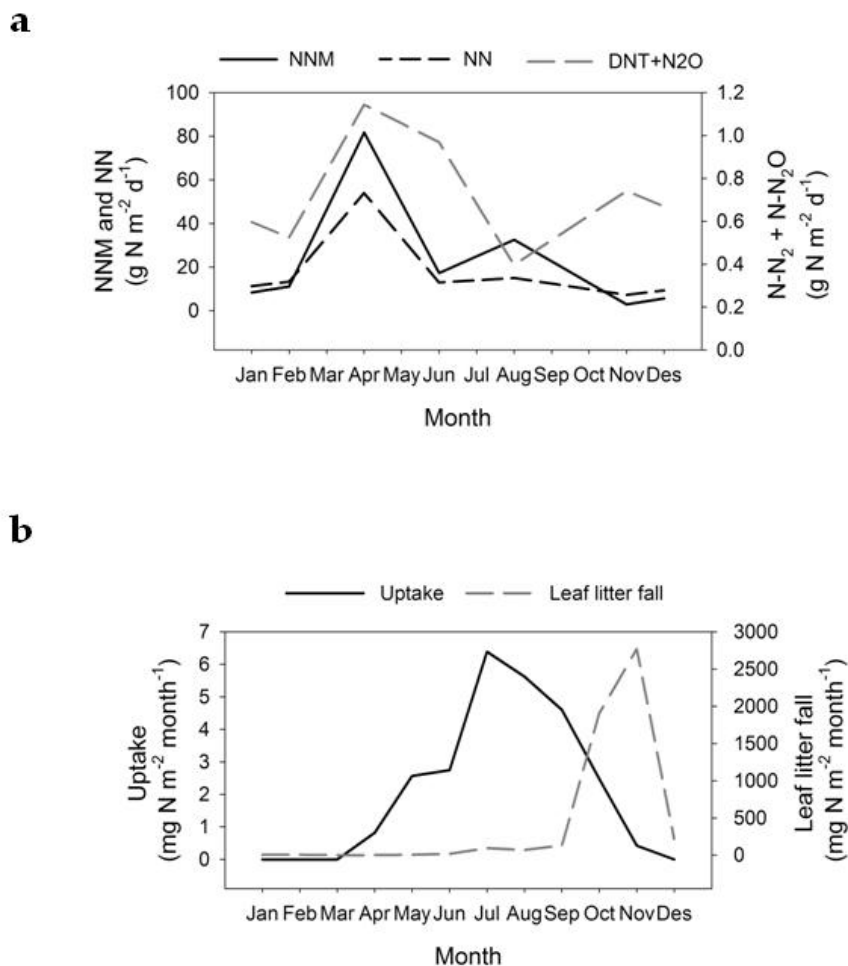 a
NNM NN DNT+N2O
100
80
60
40
20
0
NNM and NN
(g N m⁻² d⁻¹)
1.2
1.0
0.8
0.6
0.4
0.2
0.0
N-N₂ + N-N₂O
(g N m⁻² d⁻¹)
Jan Feb Mar Apr May Jun Jul Aug Sep Oct Nov Des
Month
b
Uptake Leaf litter fall
7
6
5
4
3
2
1
0
Uptake
(mg N m⁻² month⁻¹)
3000
2500
2000
1500
1000
500
0
Leaf litter fall
(mg N m⁻² month⁻¹)
Jan Feb Mar Apr May Jun Jul Aug Sep Oct Nov Des
Month